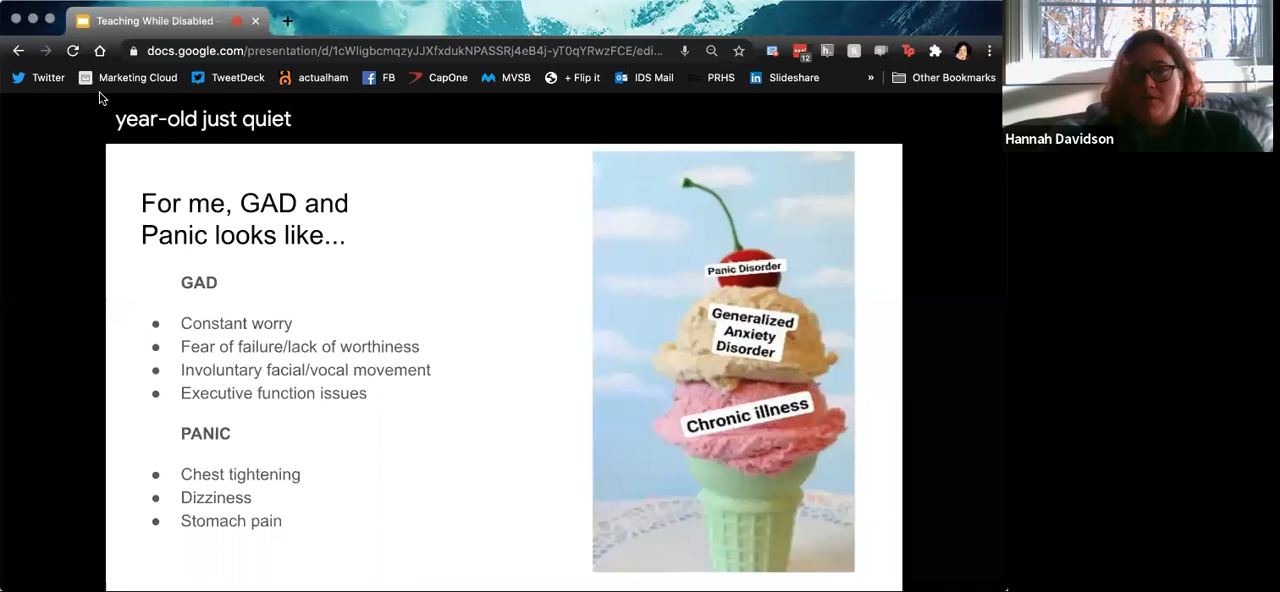 Teaching While Disabled -
docs.google.com/presentation/d/1cWIigbcmqzyJJXfxdukNPASSRj4eB4j-yT0qYRwzFCE/edi...
12
Twitter
Marketing Cloud
TweetDeck
actualham
FB
CapOne
MVSB
+ Flip it
IDS Mail
PRHS
Slideshare
»
Other Bookmarks
year-old just quiet
Hannah Davidson
For me, GAD and
Panic looks like...
GAD
● Constant worry
● Fear of failure/lack of worthiness
● Involuntary facial/vocal movement
● Executive function issues
PANIC
● Chest tightening
● Dizziness
● Stomach pain
Panic Disorder
Generalized
Anxiety
Disorder
Chronic illness